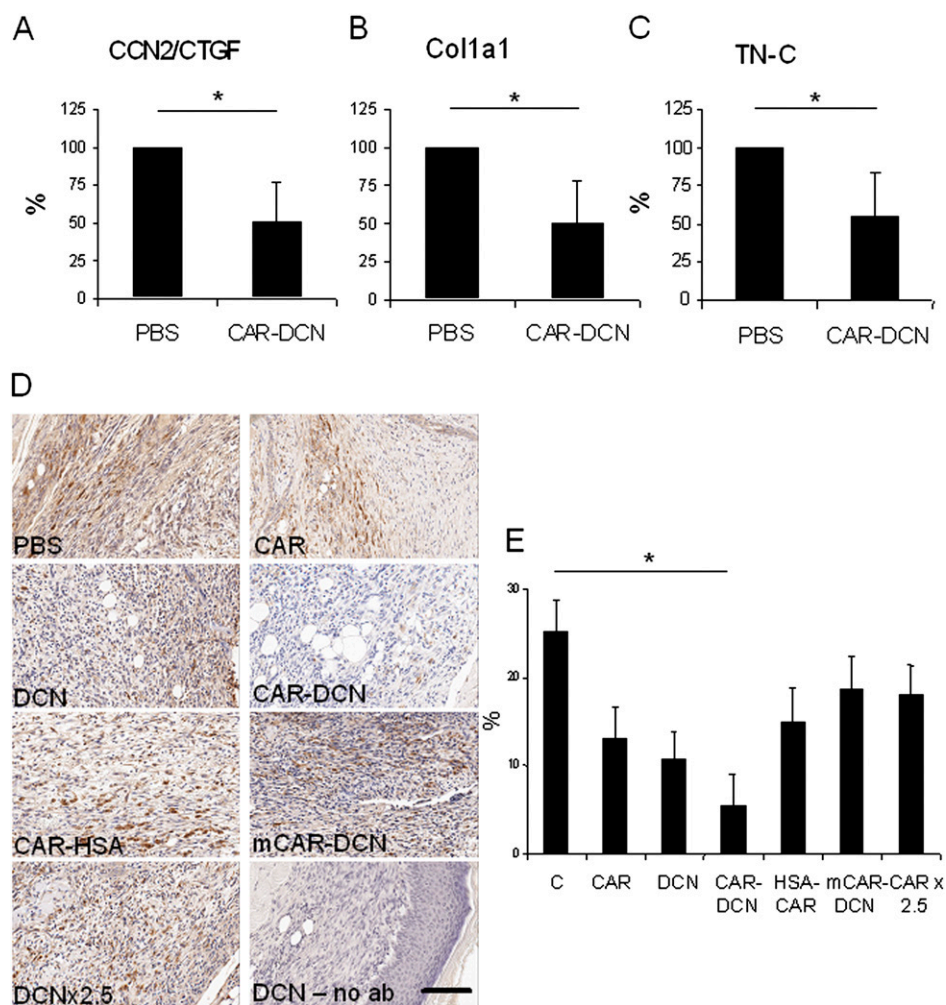 A
CCN2/CTGF
*
125
100
75
50
25
0
%
PBS
CAR-DCN
B
Col1a1
*
125
100
75
50
25
0
PBS
CAR-DCN
C
TN-C
*
125
100
75
50
25
0
%
PBS
CAR-DCN
D
PBS
CAR
DCN
CAR-DCN
CAR-HSA
mCAR-DCN
DCNx2.5
DCN – no ab
E
*
30
20
10
0
%
C
CAR
DCN
CAR-
DCN
HSA-
CAR
mCAR-
DCN
CAR x
2.5